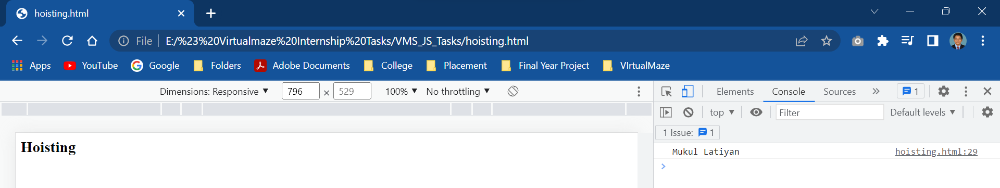 hoisting.html
File E:/%23%20Virtualmaze%20Internship%20Tasks/VMS_JS_Tasks/hoisting.html
Apps YouTube Google Folders Adobe Documents College Placement Final Year Project VIrtualMaze
Dimensions: Responsive ▼ 796 × 529 100% ▼ No throttling ▼ Elements Console Sources » 1
top ▼ Filter Default levels ▼
1 Issue: 1
Hoisting
Mukul Latiyan hoisting.html:29